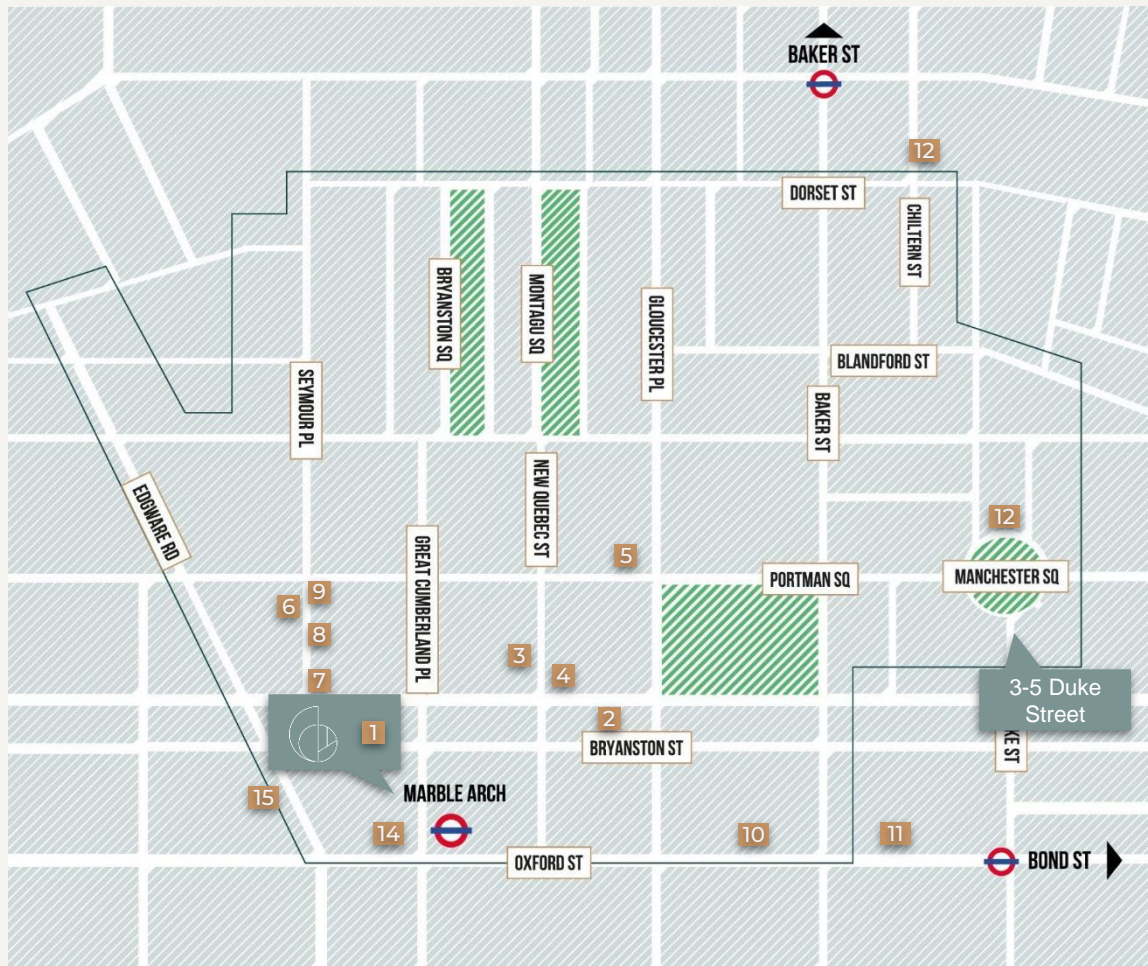 BAKER ST
12
DORSET ST
CHILTERN ST
BRYANSTON SQ
MONTAGU SQ
GLOUCESTER PL
BLANDFORD ST
SEYMOUR PL
BAKER ST
NEW QUEBEC ST
EDGWARE RD
GREAT CUMBERLAND PL
12
5
PORTMAN SQ
MANCHESTER SQ
9
6
8
3
4
7
3-5 Duke
Street
2
1
BRYANSTON ST
KE ST
MARBLE ARCH
15
14
10
11
OXFORD ST
BOND ST